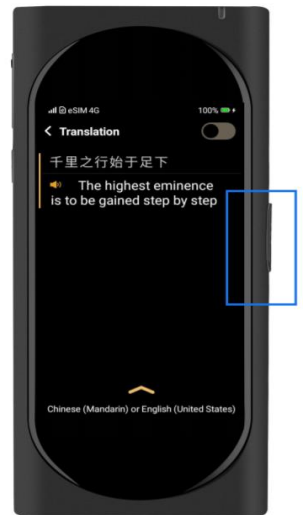 eSIM 4G 100%
Translation
千里之行始于足下
The highest eminence
is to be gained step by step
Chinese (Mandarin) or English (United States)